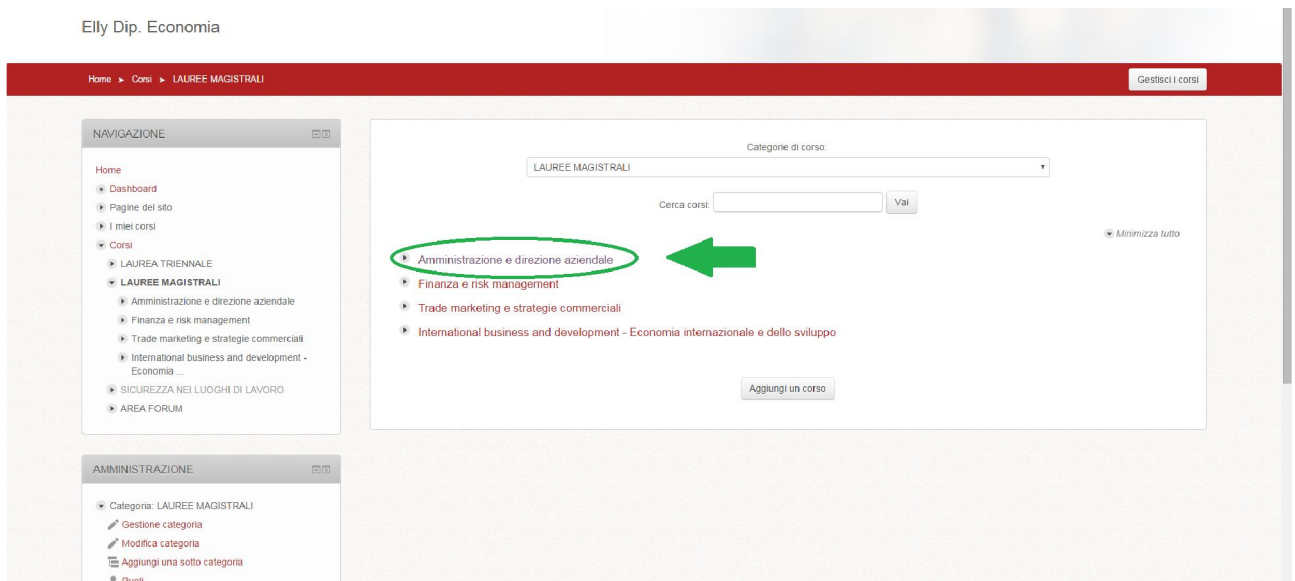 Elly Dip. Economia
Home ► Corsi ► LAUREE MAGISTRALI
Gestisci i corsi
NAVIGAZIONE
Home
Dashboard
Pagine del sito
I miei corsi
Corsi
LAUREA TRIENNALE
LAUREE MAGISTRALI
Amministrazione e direzione aziendale
Finanza e risk management
Trade marketing e strategie commerciali
International business and development -
Economia ...
SICUREZZA NEI LUOGHI DI LAVORO
AREA FORUM
AMMINISTRAZIONE
Categoria: LAUREE MAGISTRALI
Gestione categoria
Modifica categoria
Aggiungi una sotto categoria
Ruoli
Categorie di corso:
LAUREE MAGISTRALI
Cerca corsi:
Vai
Minimizza tutto
Amministrazione e direzione aziendale
Finanza e risk management
Trade marketing e strategie commerciali
International business and development - Economia internazionale e dello sviluppo
Aggiungi un corso